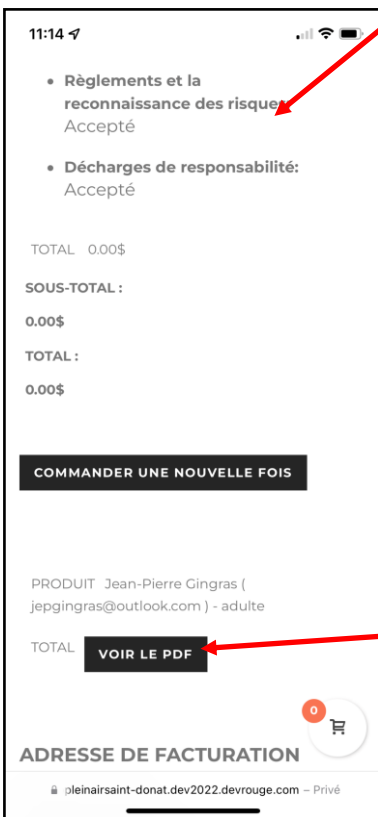 11:14
• Règlements et la
reconnaissance des risques
Accepté
• Décharges de responsabilité:
Accepté
TOTAL 0.00$
SOUS-TOTAL :
0.00$
TOTAL :
0.00$
COMMANDER UNE NOUVELLE FOIS
PRODUIT Jean-Pierre Gingras (
jepgingras@outlook.com ) - adulte
TOTAL VOIR LE PDF
0
ADRESSE DE FACTURATION
pleinairsaint-donat.dev2022.devrouge.com – Privé